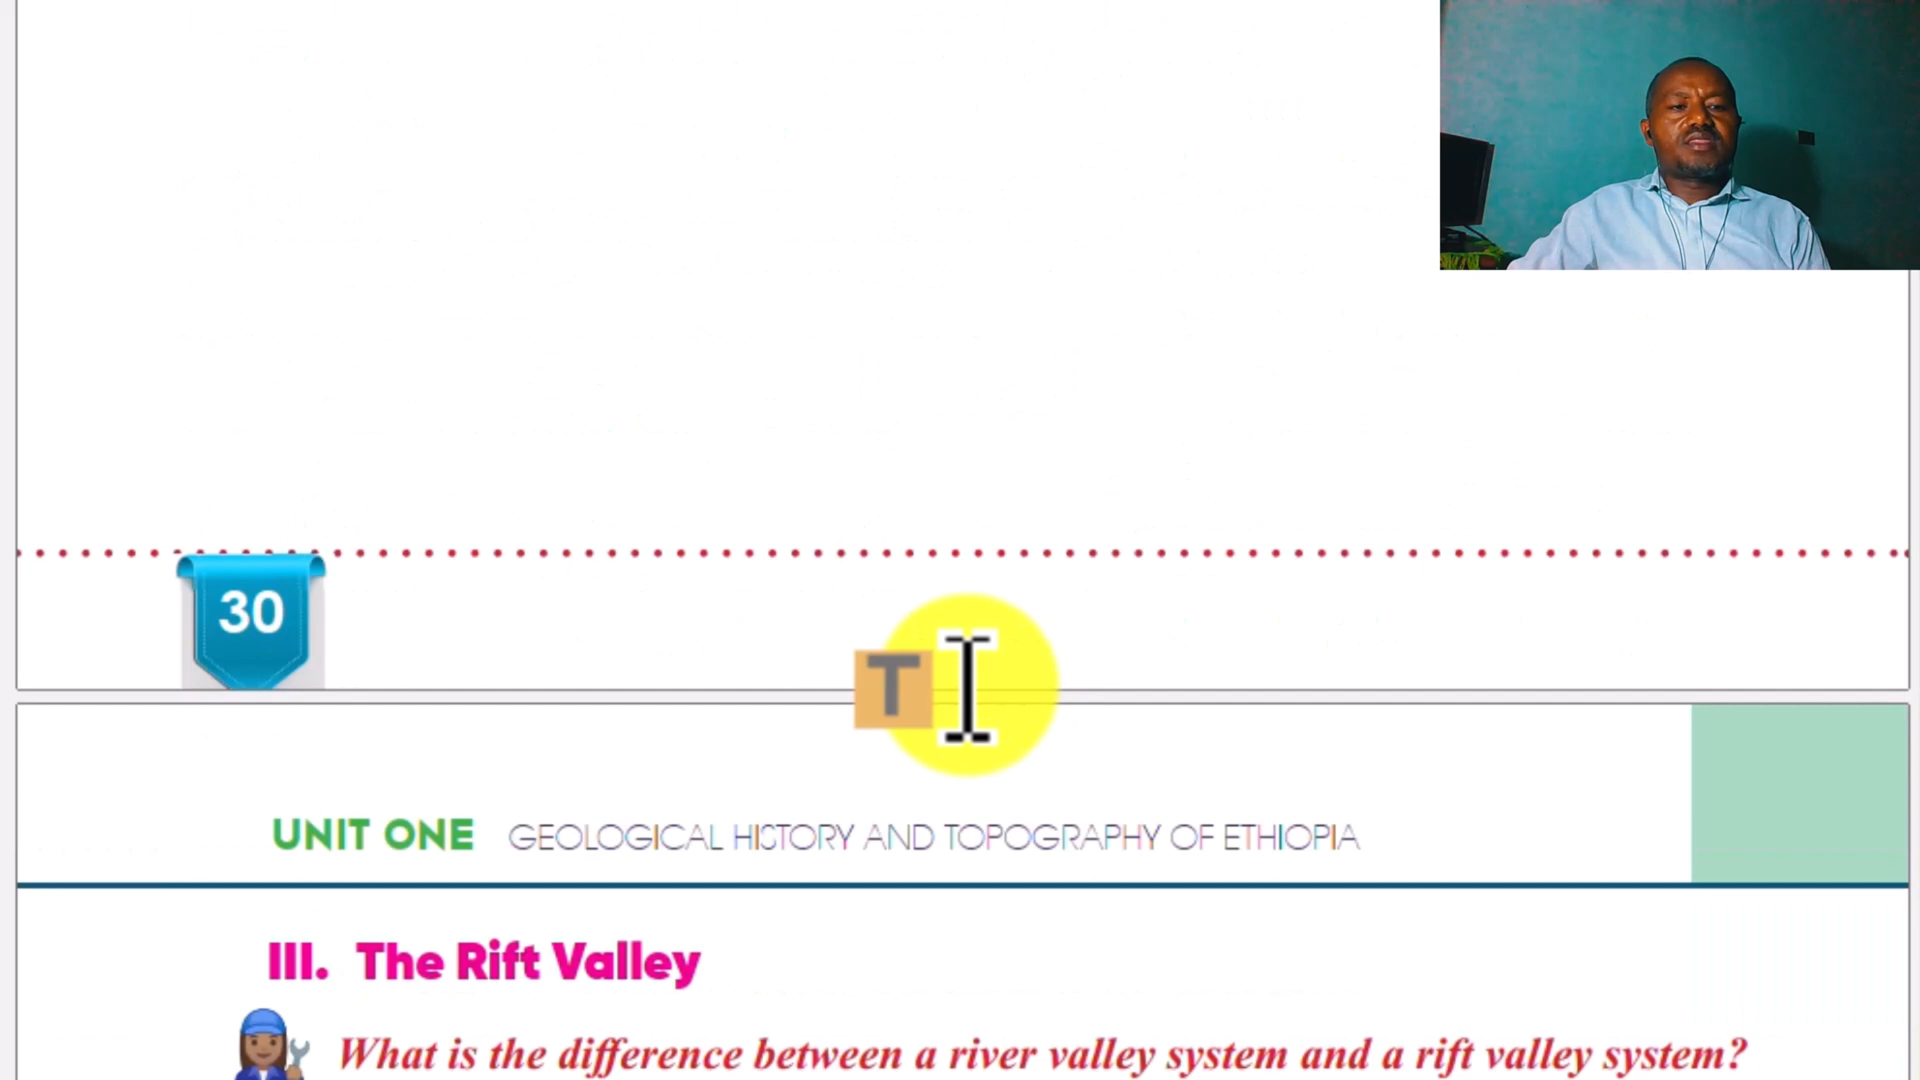 30
T
UNIT ONE GEOLOGICAL HISTORY AND TOPOGRAPHY OF ETHIOPIA
III. The Rift Valley
What is the difference between a river valley system and a rift valley system?